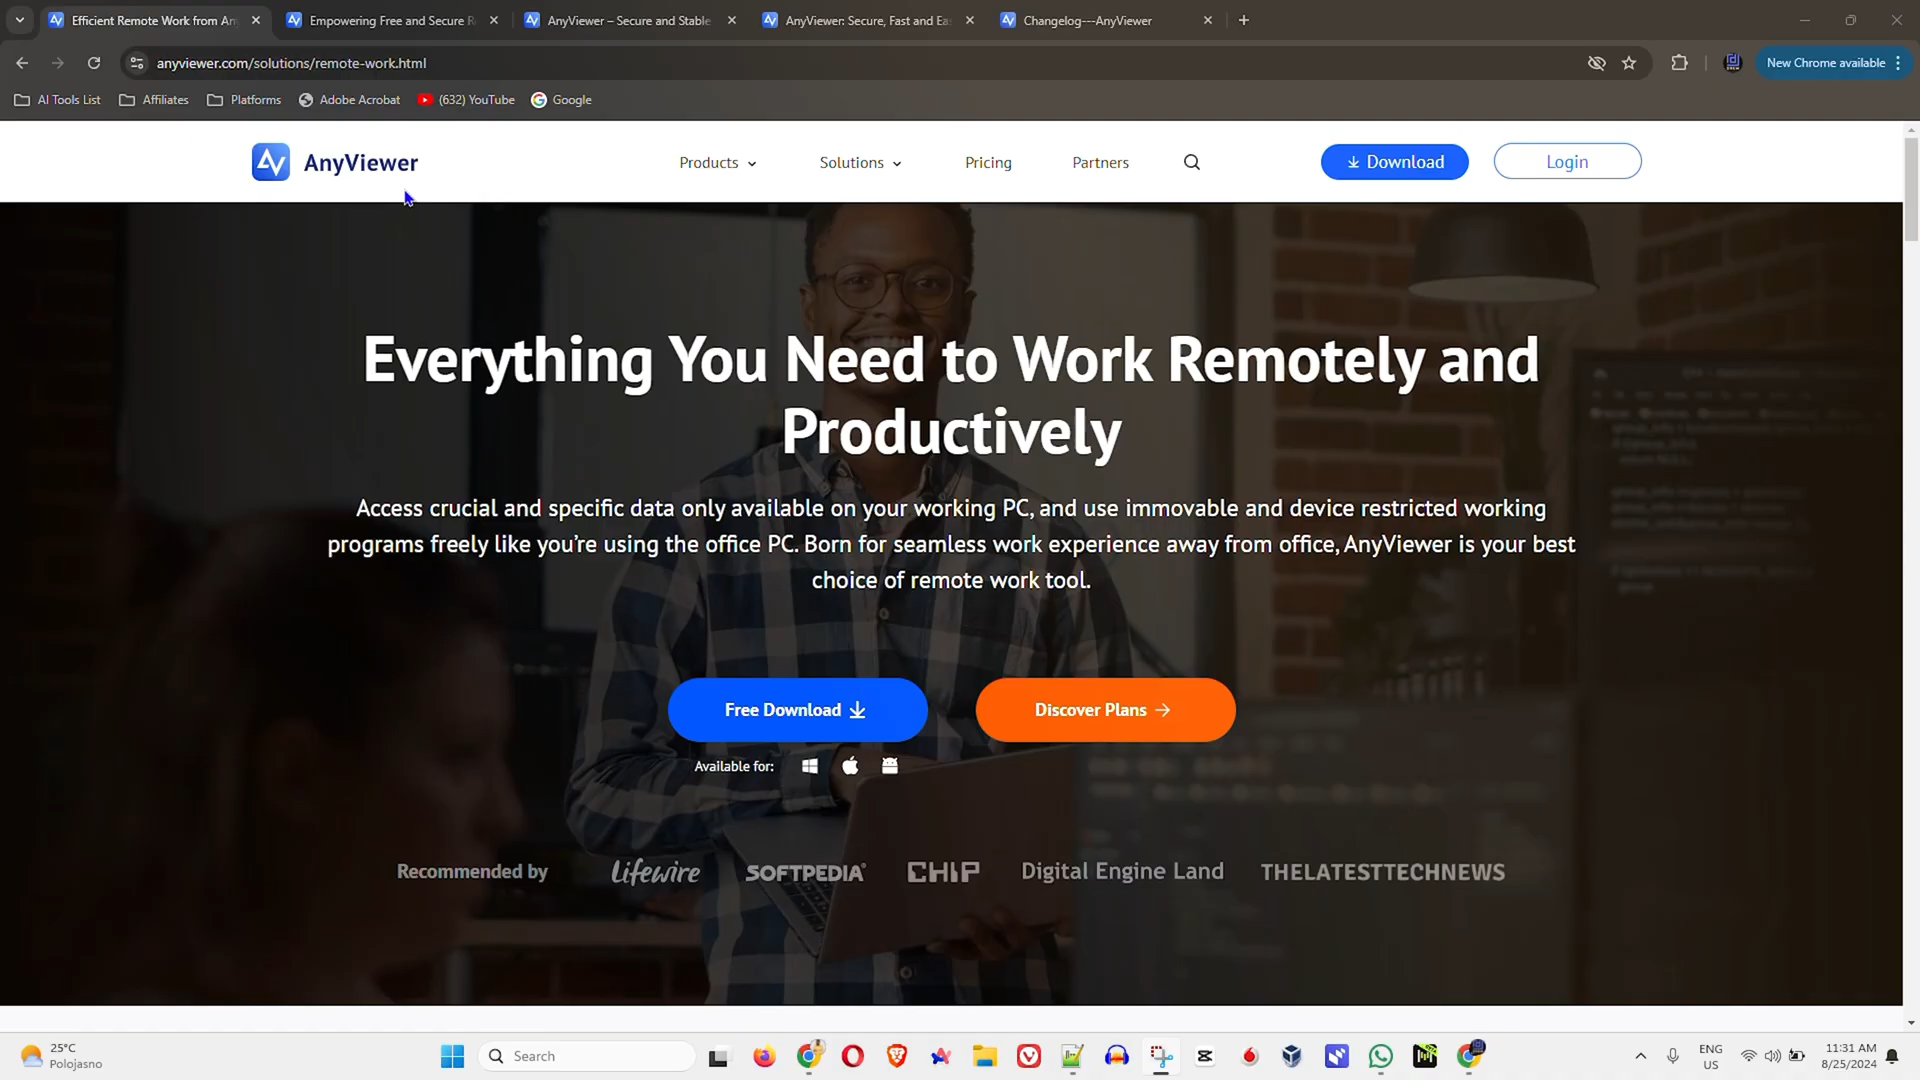 Efficient Remote Work from An
Empowering Free and Secure R
AnyViewer – Secure and Stable
AnyViewer: Secure, Fast and Ea
Changelog---AnyViewer
anyviewer.com/solutions/remote-work.html
New Chrome available
AI Tools List
Affiliates
Platforms
Adobe Acrobat
(632) YouTube
Google
AnyViewer
Products
Solutions
Pricing
Partners
Download
Login
Everything You Need to Work Remotely and
Productively
Access crucial and specific data only available on your working PC, and use immovable and device restricted working
programs freely like you’re using the office PC. Born for seamless work experience away from office, AnyViewer is your best
choice of remote work tool.
Free Download
Discover Plans
Available for:
Recommended by
Lifewire
SOFTPEDIA®
CHIP
Digital Engine Land
THELATESTTECHNEWS
25°C
Polojasno
Search
ENG
US
11:31 AM
8/25/2024